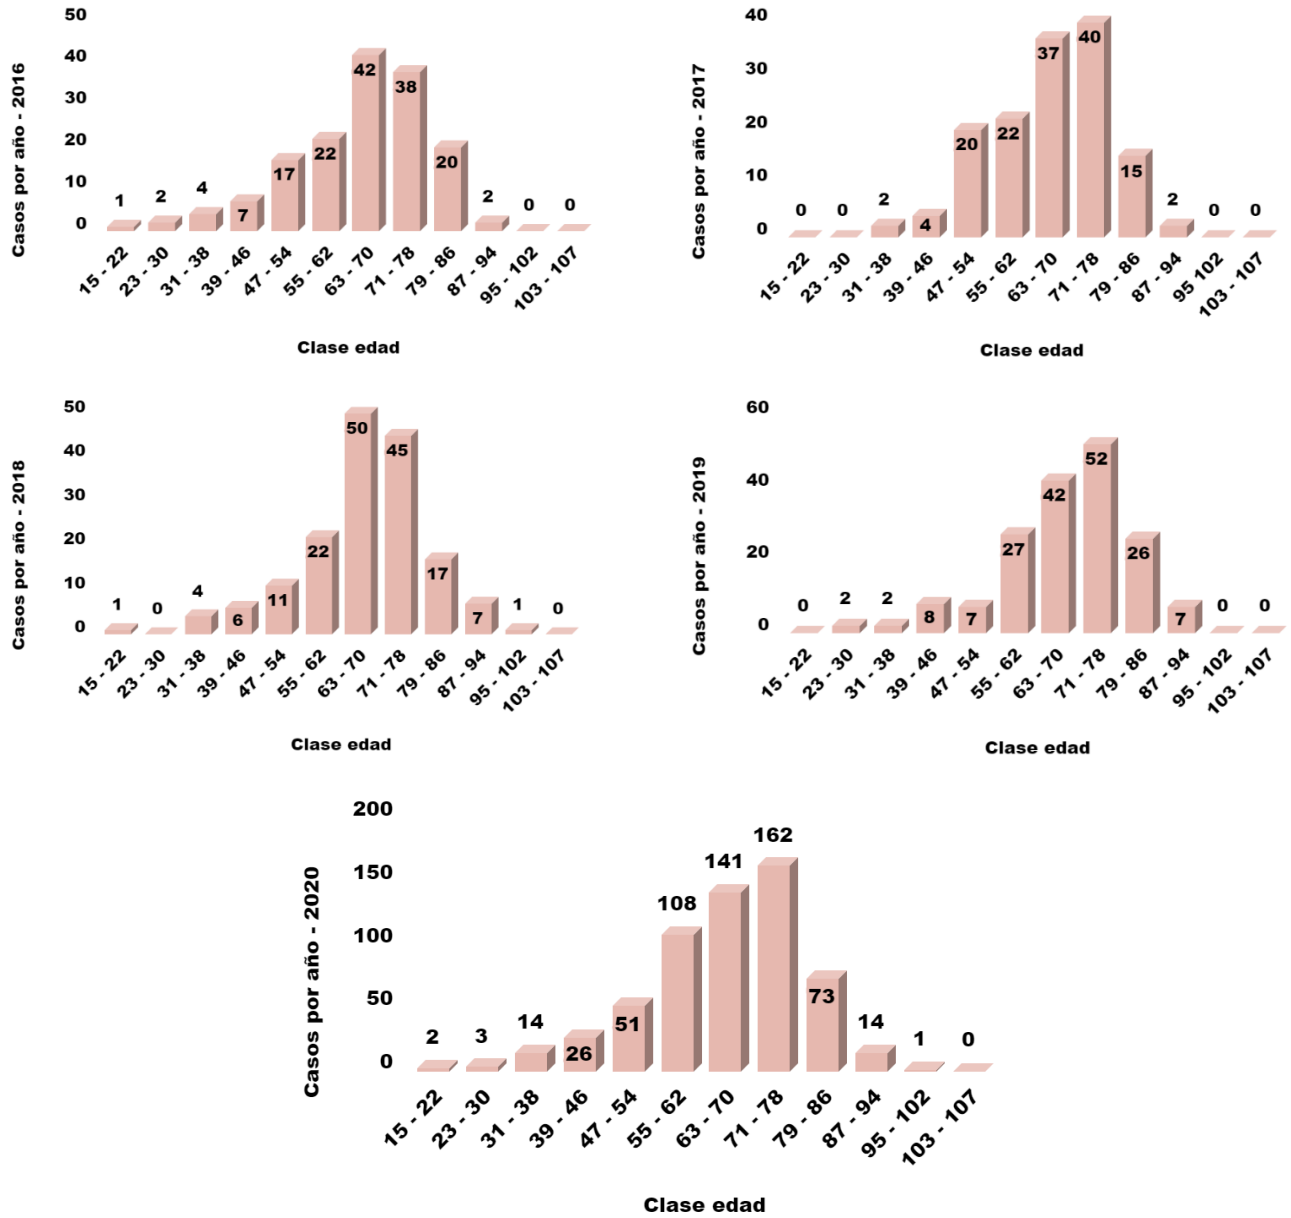 Casos por año - 2016
50
40
30
20
10
0
1
2
4
7
17
22
42
38
20
2
0
0
15 - 22
23 - 30
31 - 38
39 - 46
47 - 54
55 - 62
63 - 70
71 - 78
79 - 86
87 - 94
95 - 102
103 - 107
Clase edad
Casos por año - 2017
40
30
20
10
0
0
0
2
4
20
22
37
40
15
2
0
0
15 - 22
23 - 30
31 - 38
39 - 46
47 - 54
55 - 62
63 - 70
71 - 78
79 - 86
87 - 94
95 102
103 - 107
Clase edad
Casos por año - 2018
50
40
30
20
10
0
1
0
4
6
11
22
50
45
17
7
1
0
15 - 22
23 - 30
31 - 38
39 - 46
47 - 54
55 - 62
63 - 70
71 - 78
79 - 86
87 - 94
95 - 102
103 - 107
Clase edad
Casos por año - 2019
60
40
20
0
0
2
2
8
7
27
42
52
26
7
0
0
15 - 22
23 - 30
31 - 38
39 - 46
47 - 54
55 - 62
63 - 70
71 - 78
79 - 86
87 - 94
95 - 102
103 - 107
Clase edad
Casos por año - 2020
200
150
100
50
0
2
3
14
26
51
108
141
162
73
14
1
0
15 - 22
23 - 30
31 - 38
39 - 46
47 - 54
55 - 62
63 - 70
71 - 78
79 - 86
87 - 94
95 - 102
103 - 107
Clase edad